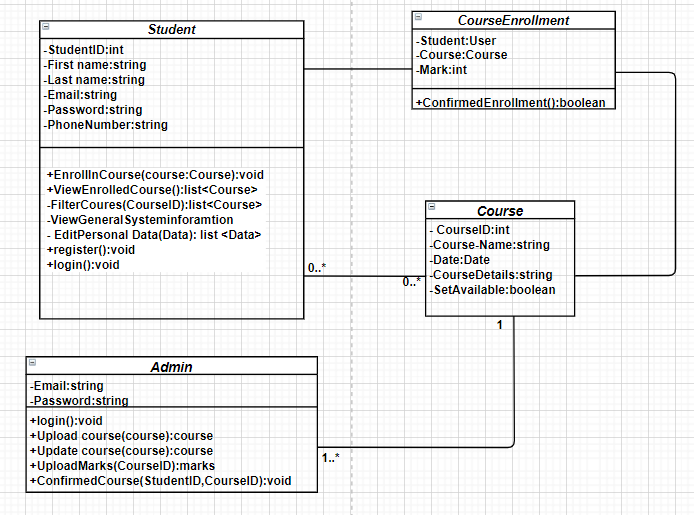 Student
-StudentID:int
-First name:string
-Last name:string
-Email:string
-Password:string
-PhoneNumber:string
+EnrollInCourse(course:Course):void
+ViewEnrolledCourse():list<Course>
-FilterCoures(CourseID):list<Course>
-ViewGeneralSysteminforamtion
- EditPersonal Data(Data): list <Data>
+register():void
+login():void
CourseEnrollment
-Student:User
-Course:Course
-Mark:int
+ConfirmedEnrollment():boolean
Course
- CourseID:int
-Course-Name:string
-Date:Date
-CourseDetails:string
-SetAvailable:boolean
0..*
0..*
1
Admin
-Email:string
-Password:string
+login():void
+Upload course(course):course
+Update course(course):course
+UploadMarks(CourseID):marks
+ConfirmedCourse(StudentID,CourseID):void
1..*